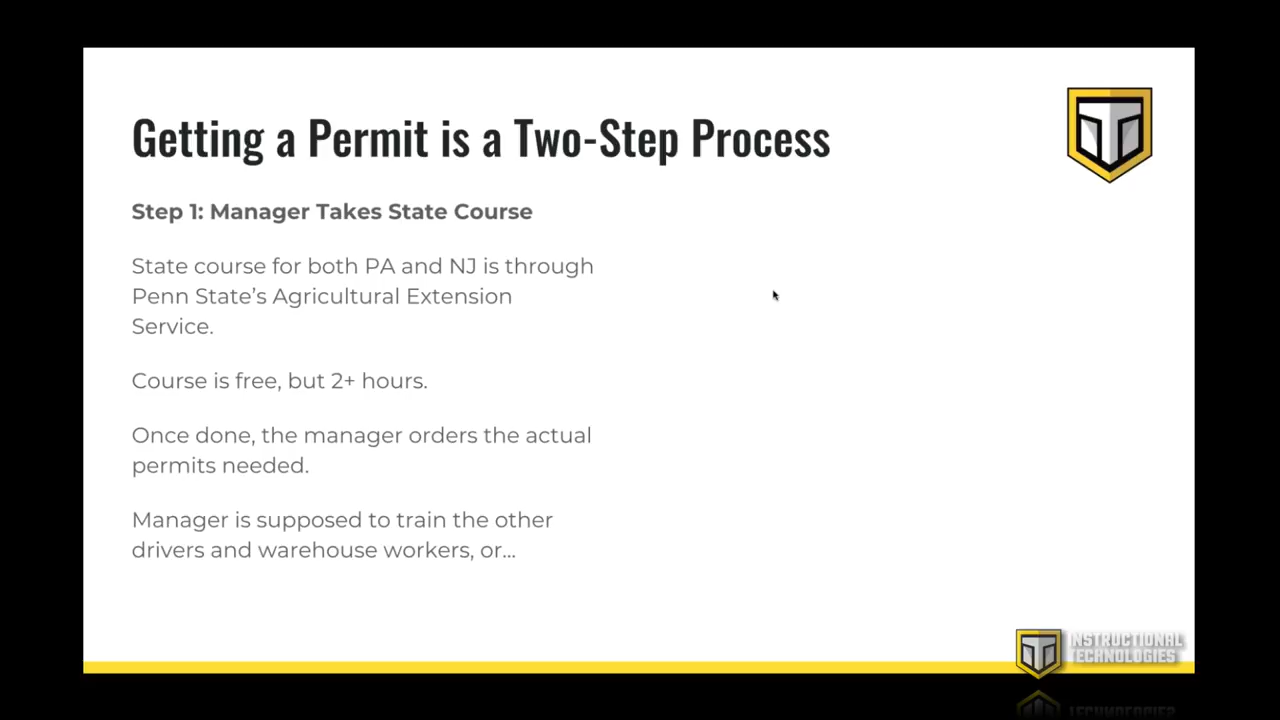 Getting a Permit is a Two-Step Process
Step 1: Manager Takes State Course
State course for both PA and NJ is through
Penn State’s Agricultural Extension
Service.
Course is free, but 2+ hours.
Once done, the manager orders the actual
permits needed.
Manager is supposed to train the other
drivers and warehouse workers, or...
INSTRUCTIONAL
TECHNOLOGIES